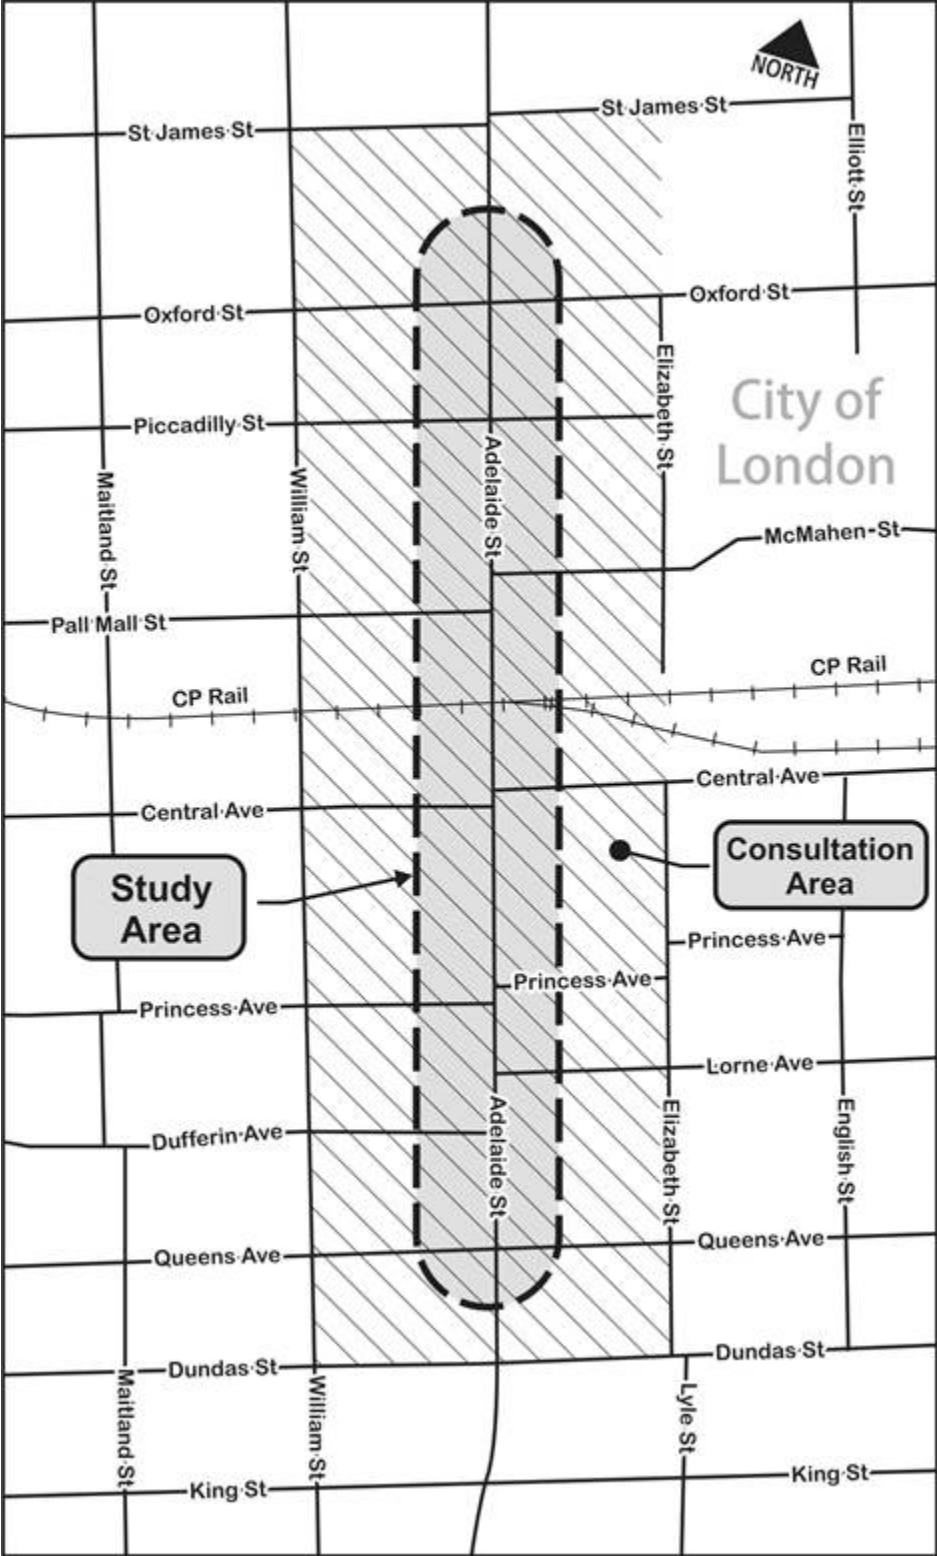 NORTH
St James St
St James St
Elliott St
Oxford St
Oxford St
Elizabeth St
City of
London
Piccadilly St
Adelaide St
Maitland St
William St
McMahen St
Pall Mall St
CP Rail
CP Rail
Central Ave
Central Ave
Consultation
Area
Study
Area
Princess Ave
Princess Ave
Princess Ave
Lorne Ave
Adelaide St
Elizabeth St
English St
Dufferin Ave
Queens Ave
Queens Ave
Dundas St
Dundas St
Maitland St
William St
Lyle St
King St
King St